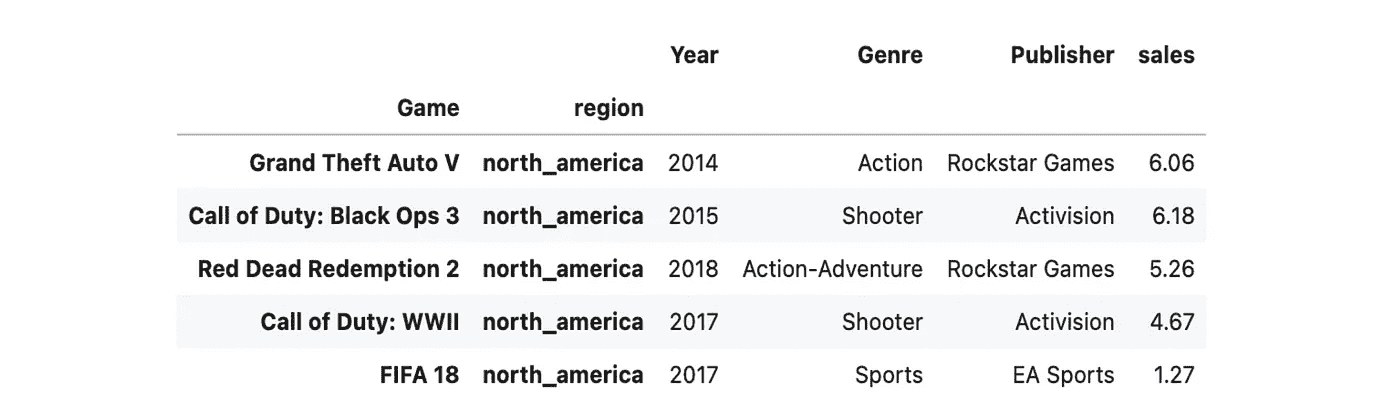 Year Genre Publisher sales
Game region
Grand Theft Auto V north_america 2014 Action Rockstar Games 6.06
Call of Duty: Black Ops 3 north_america 2015 Shooter Activision 6.18
Red Dead Redemption 2 north_america 2018 Action-Adventure Rockstar Games 5.26
Call of Duty: WWII north_america 2017 Shooter Activision 4.67
FIFA 18 north_america 2017 Sports EA Sports 1.27